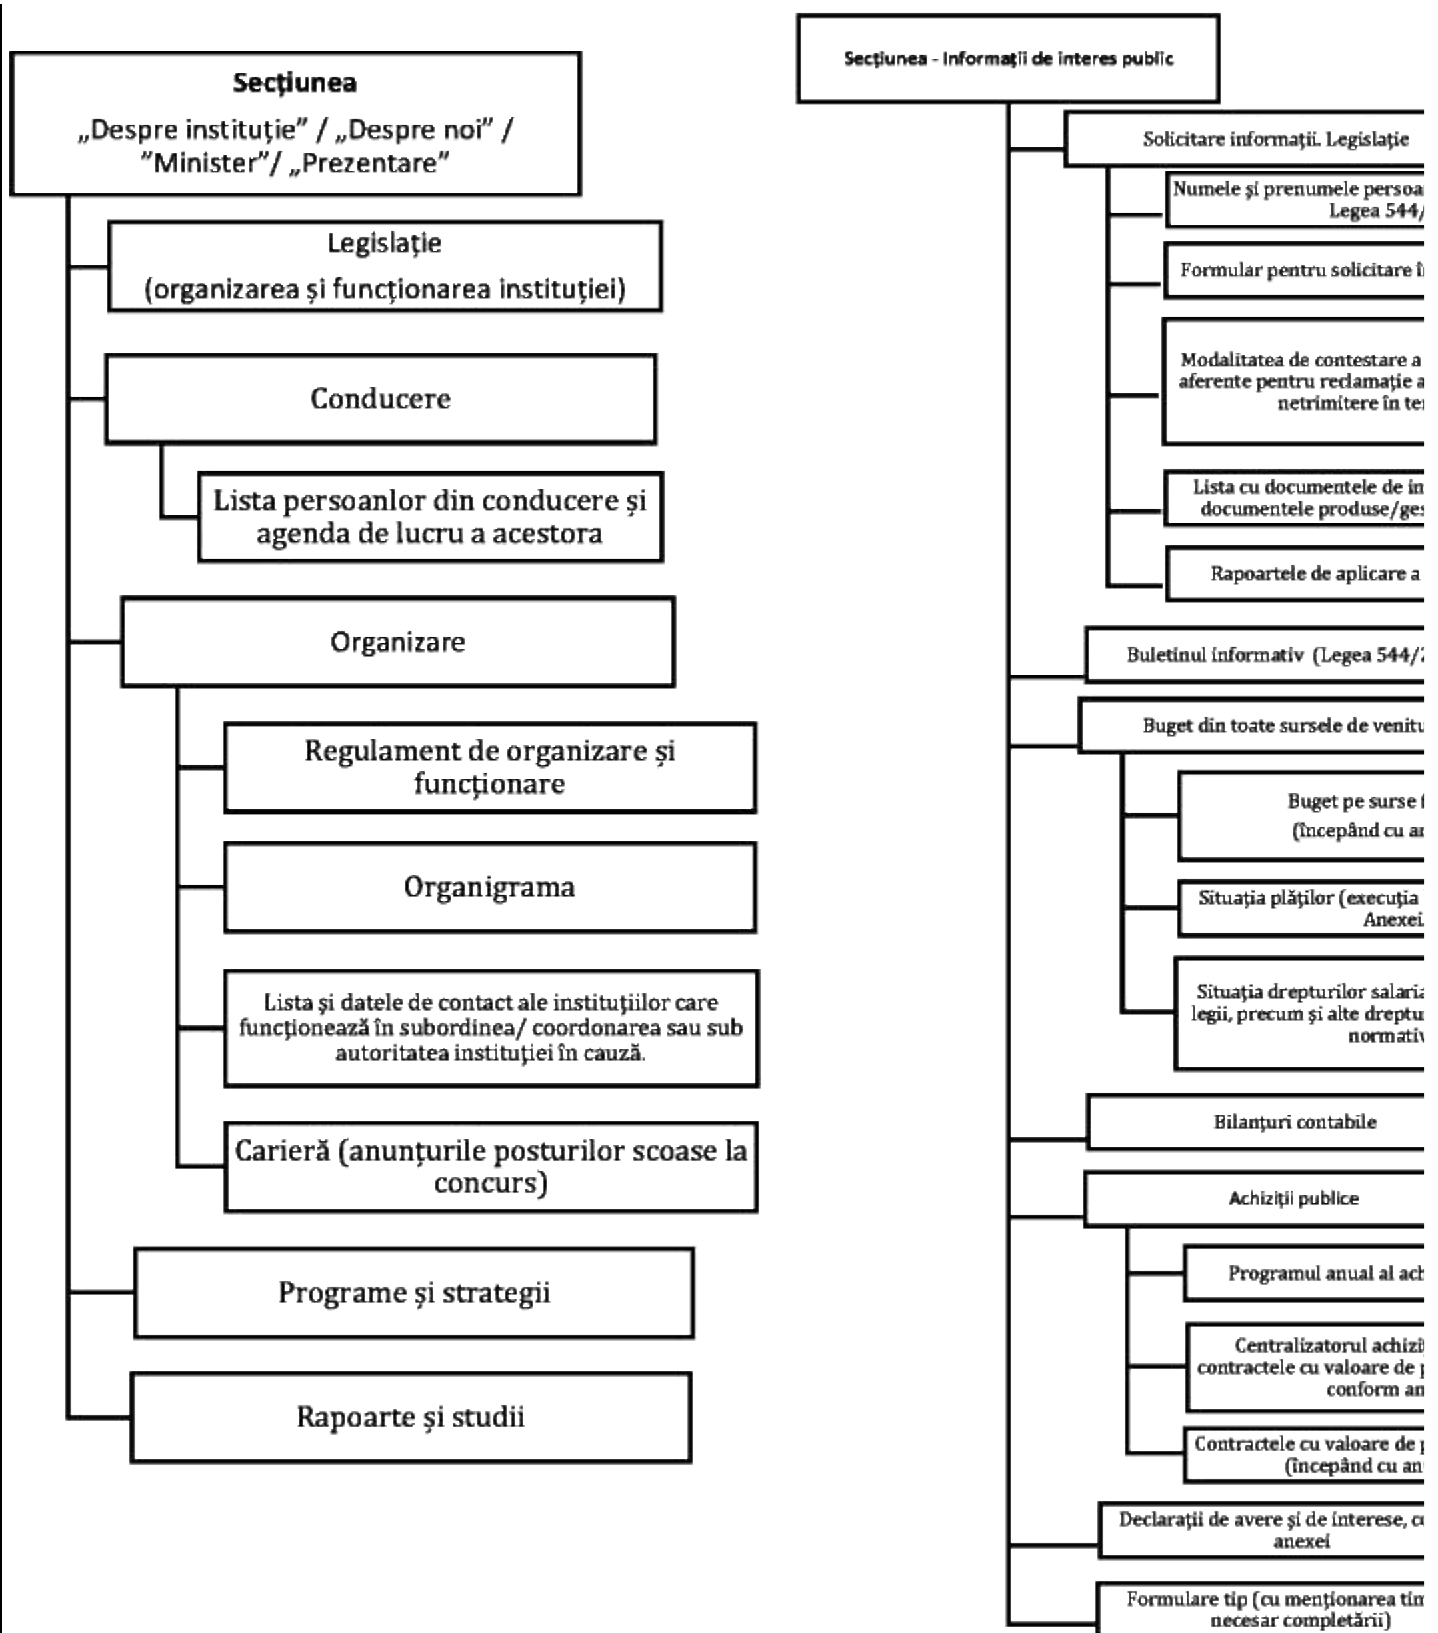 Secțiunea
„Despre instituție” / „Despre noi” /
”Minister”/ „Prezentare”
Legislație
(organizarea și funcționarea instituției)
Conducere
Lista persoanlor din conducere și
agenda de lucru a acestora
Organizare
Regulament de organizare și
funcționare
Organigrama
Lista și datele de contact ale instituțiilor care
funcționează în subordinea/ coordonarea sau sub
autoritatea instituției în cauză.
Carieră (anunțurile posturilor scoase la
concurs)
Programe și strategii
Rapoarte și studii
Secțiunea - Informații de interes public
Solicitare informații. Legislație
Numele și prenumele
Legea 544/
Formular pentru solicitare
Modalitatea de contestare a
aferente pentru reclamație
netrimitere în
Lista cu documentele de
documentele
Rapoartele de aplicare a
Buletinul informativ (Legea 544/
Buget din toate sursele de
Buget pe surse
(începând cu
Situația plăților (execuția
Situația drepturilor
legii, precum și alte
Bilanțuri contabile
Achiziții publice
Programul anual al
Centralizatorul
contractele cu valoare de
conform
Contractele cu valoare de
(începând cu
Declarații de avere și de interese,
anexei
Formulare tip (cu menționarea
necesar completării)